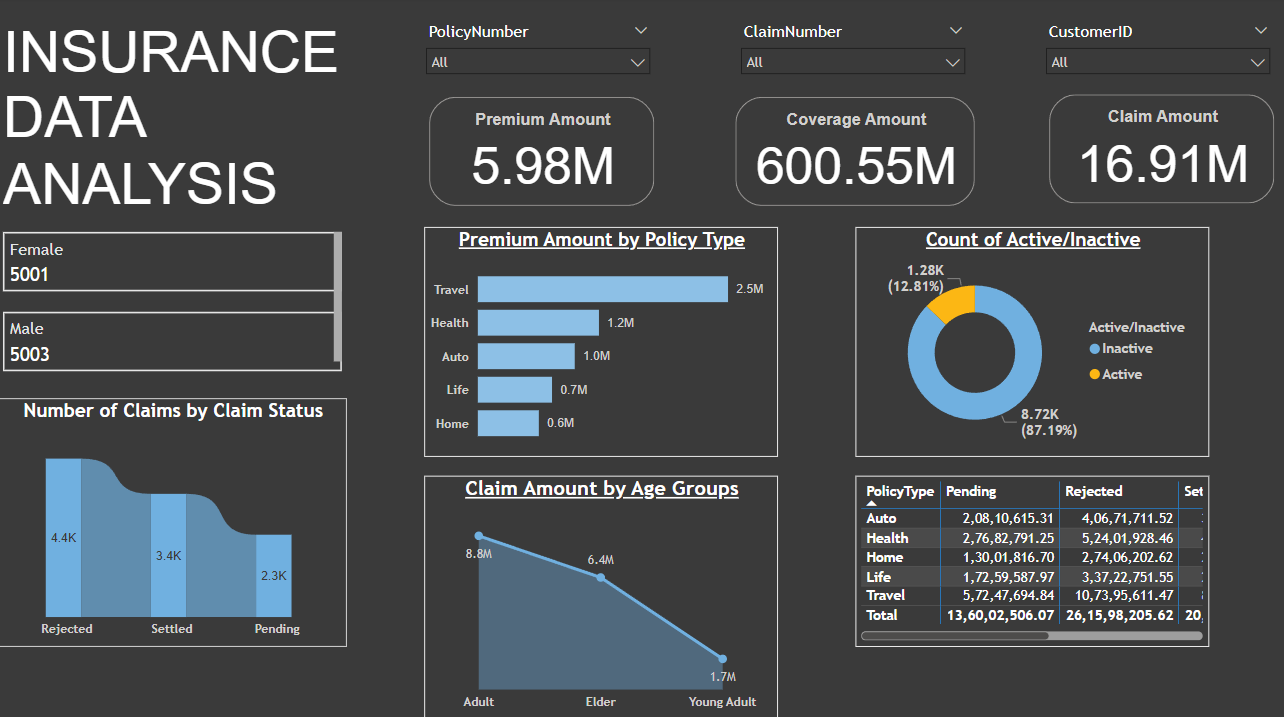 INSURANCE
DATA
ANALYSIS
PolicyNumber
All
ClaimNumber
All
CustomerID
All
Premium Amount
5.98M
Coverage Amount
600.55M
Claim Amount
16.91M
Female
5001
Male
5003
Number of Claims by Claim Status
4.4K
3.4K
2.3K
Rejected Settled Pending
Premium Amount by Policy Type
Travel 2.5M
Health 1.2M
Auto 1.0M
Life 0.7M
Home 0.6M
Claim Amount by Age Groups
8.8M
6.4M
1.7M
Adult Elder Young Adult
Count of Active/Inactive
1.28K
(12.81%)
8.72K
(87.19%)
Active/Inactive
Inactive
Active
PolicyType Pending Rejected Set
Auto 2,08,10,615.31 4,06,71,711.52
Health 2,76,82,791.25 5,24,01,928.46
Home 1,30,01,816.70 2,74,06,202.62
Life 1,72,59,587.97 3,37,22,751.55
Travel 5,72,47,694.84 10,73,95,611.47
Total 13,60,02,506.07 26,15,98,205.62 20,